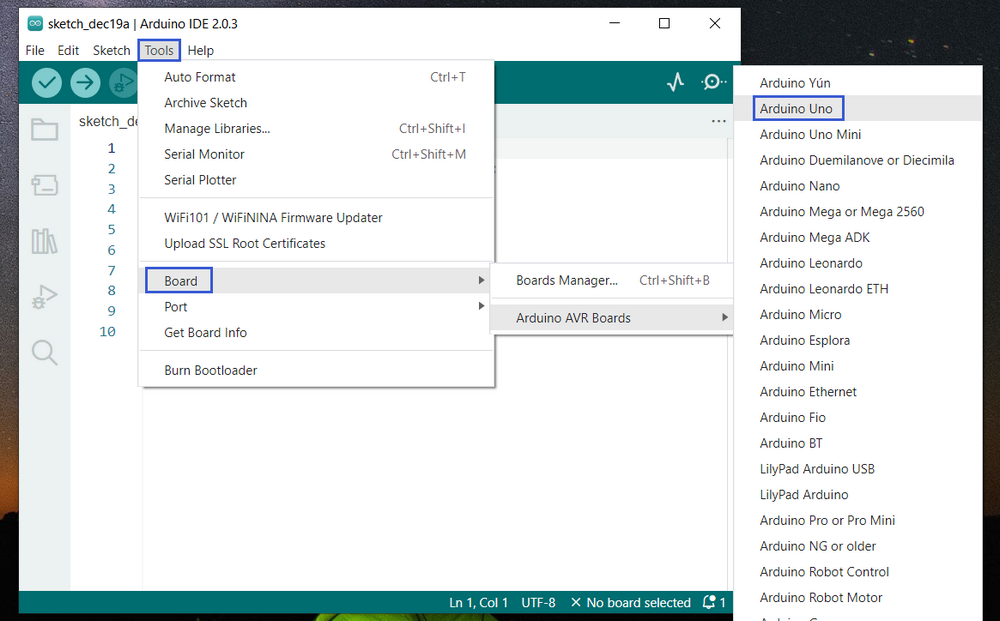 sketch_dec19a | Arduino IDE 2.0.3
File Edit Sketch Tools Help
sketch_de
1
2
3
4
5
6
7
8
9
10
Auto Format Ctrl+T
Archive Sketch
Manage Libraries... Ctrl+Shift+I
Serial Monitor Ctrl+Shift+M
Serial Plotter
WiFi101 / WiFiNINA Firmware Updater
Upload SSL Root Certificates
Board
Port
Get Board Info
Burn Bootloader
Boards Manager... Ctrl+Shift+B
Arduino AVR Boards
Arduino Yún
Arduino Uno
Arduino Uno Mini
Arduino Duemilanove or Diecimila
Arduino Nano
Arduino Mega or Mega 2560
Arduino Mega ADK
Arduino Leonardo
Arduino Leonardo ETH
Arduino Micro
Arduino Esplora
Arduino Mini
Arduino Ethernet
Arduino Fio
Arduino BT
LilyPad Arduino USB
LilyPad Arduino
Arduino Pro or Pro Mini
Arduino NG or older
Arduino Robot Control
Arduino Robot Motor
Ln 1, Col 1 UTF-8 No board selected 1